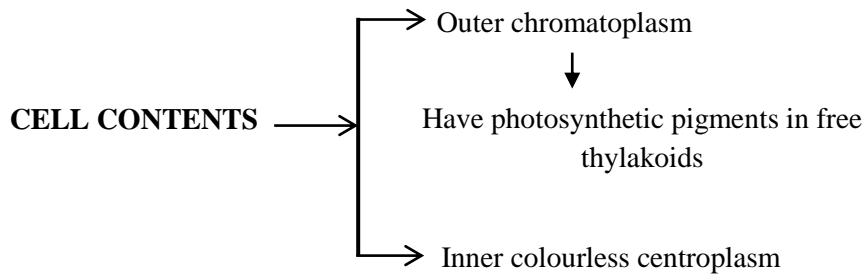 Outer chromatoplasm
CELL CONTENTS
Have photosynthetic pigments in free
thylakoids
Inner colourless centroplasm